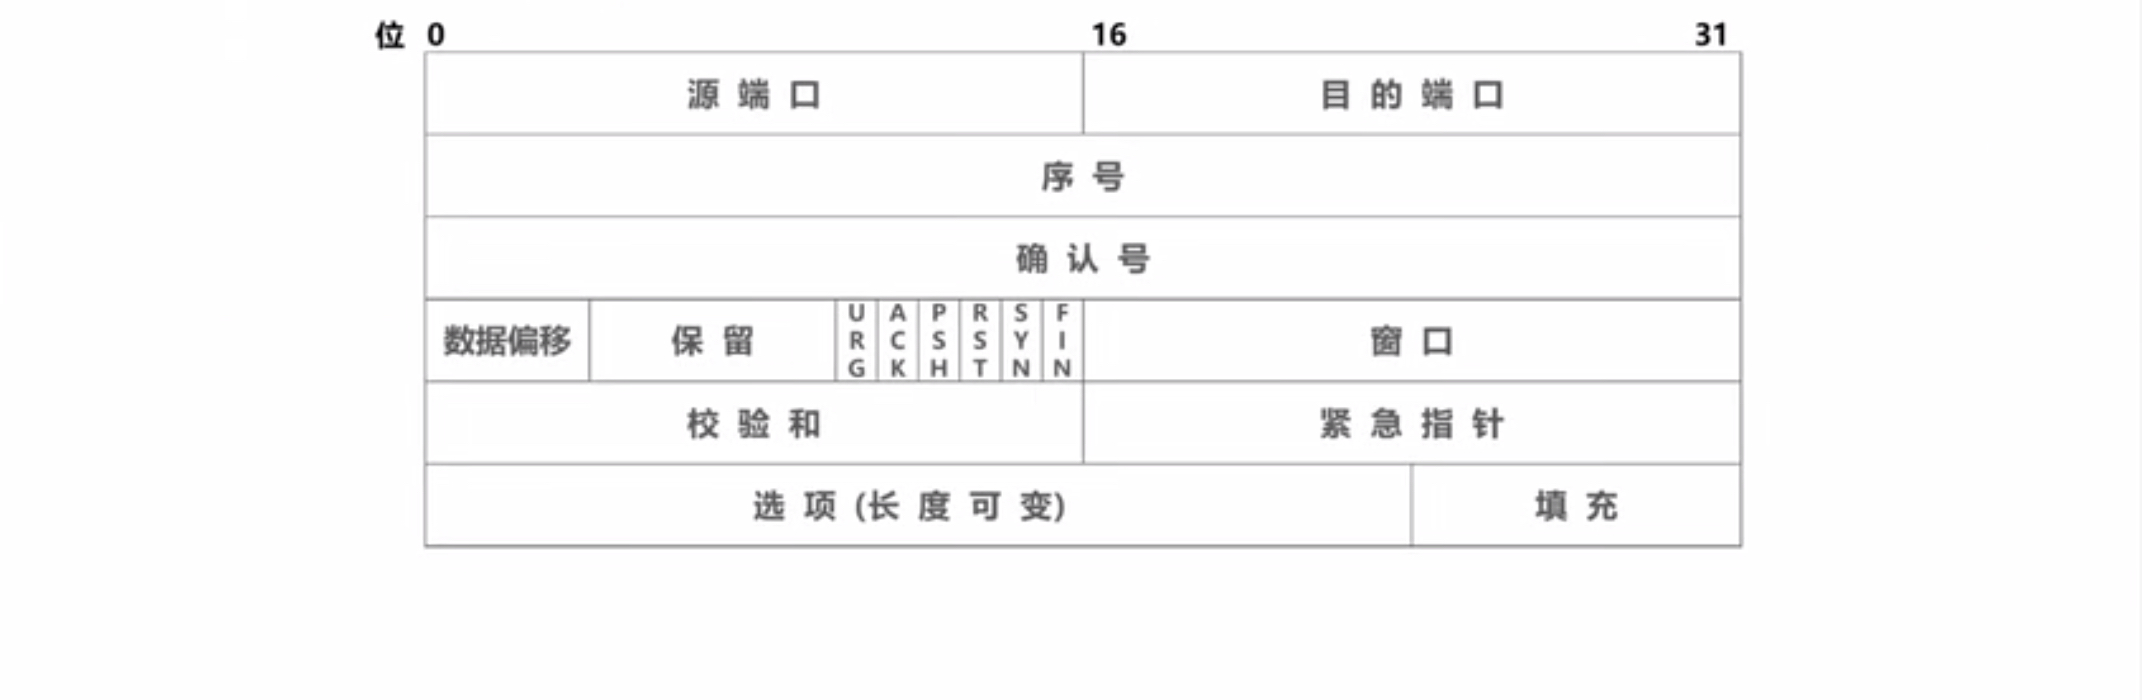 位 0 16 31
源端口 目的端口
序号
确认号
数据偏移 保留 URG ACK PSH RST SYN FIN 窗口
校验和 紧急指针
选项(长度可变) 填充